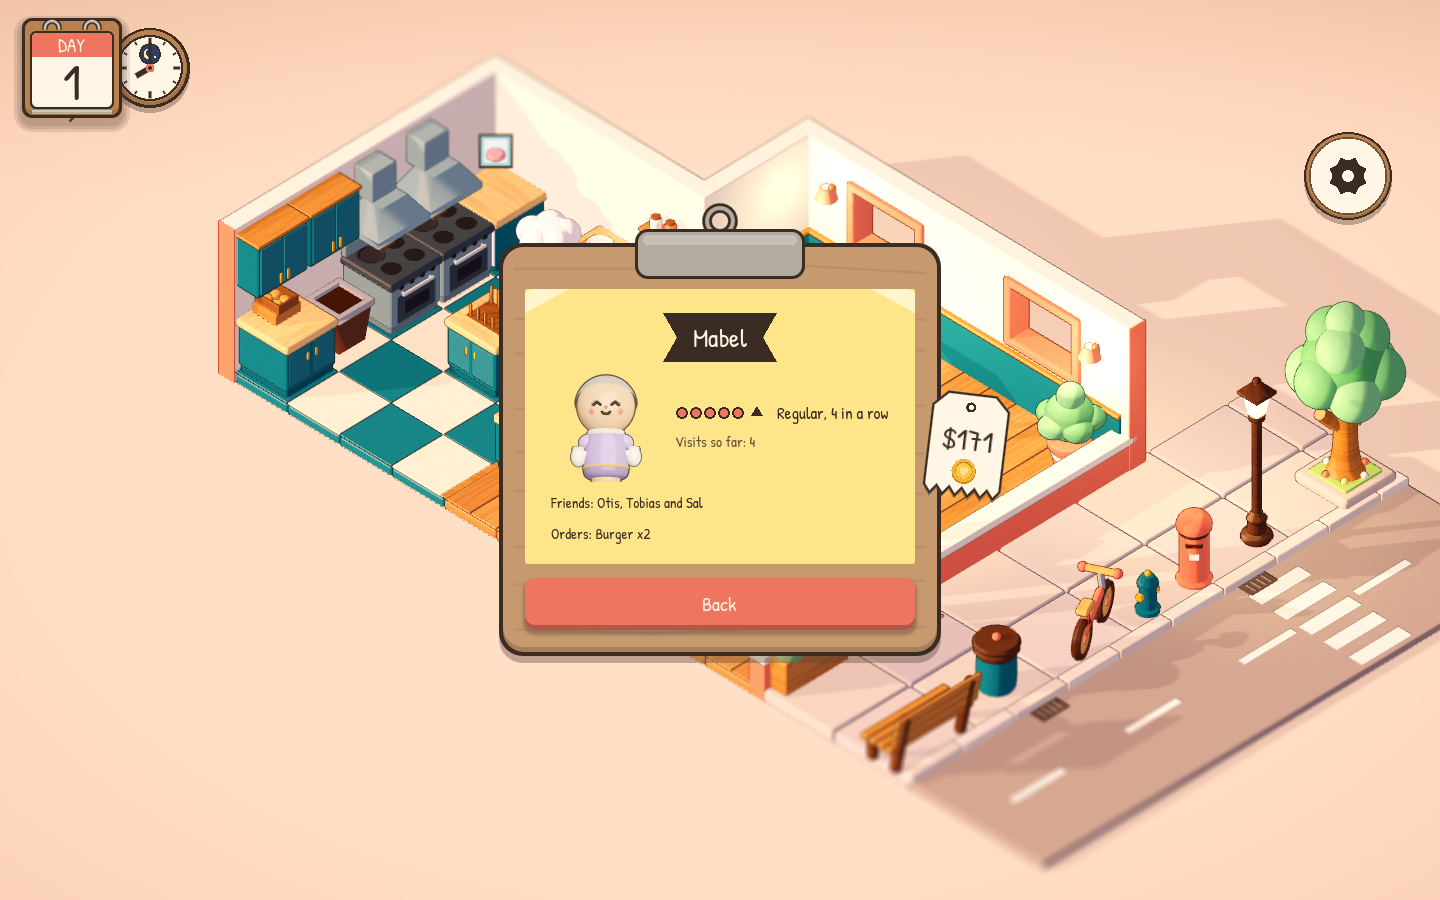 DAY
1
Mabel
Regular, 4 in a row
Visits so far: 4
$171
Friends: Otis, Tobias and Sal
Orders: Burger x2
Back